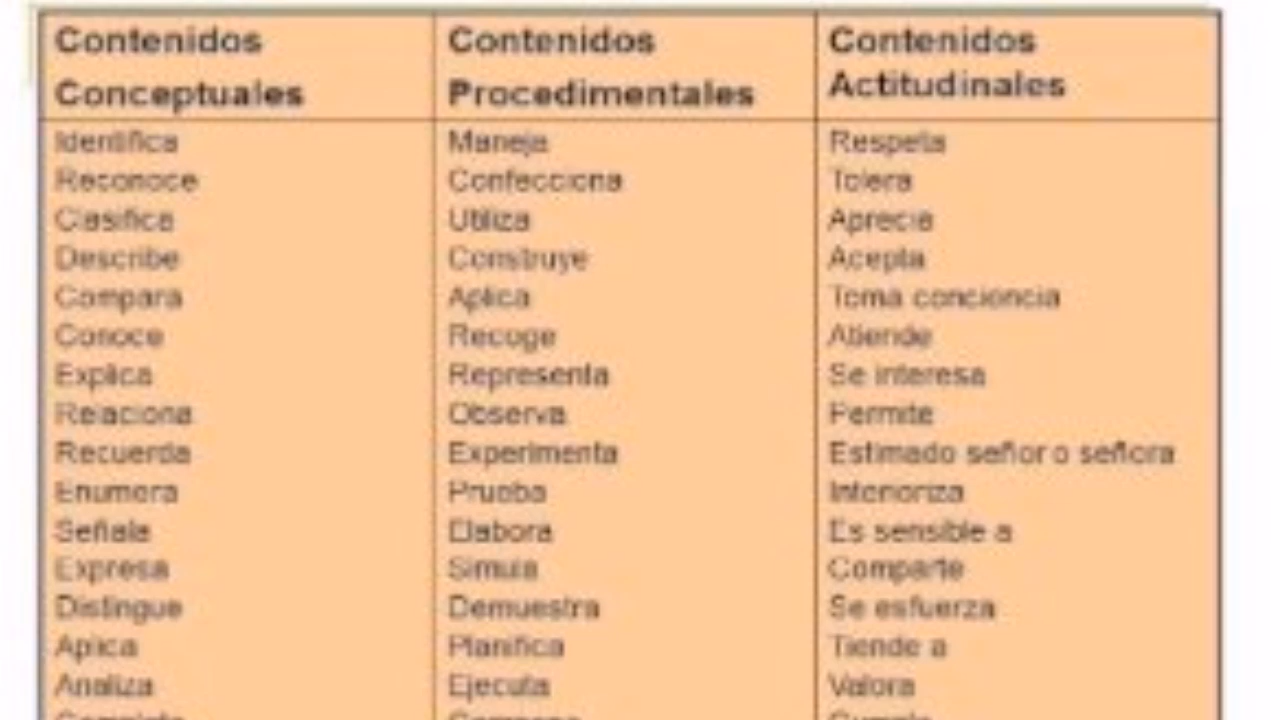 Contenidos
Conceptuales
Contenidos
Procedimentales
Contenidos
Actitudinales
Identifica
Reconoce
Clasifica
Describe
Compara
Conoce
Explica
Relaciona
Recuerda
Enumera
Señala
Expresa
Distingue
Aplica
Analiza
Maneja
Confecciona
Utiliza
Construye
Aplica
Recoge
Representa
Observa
Experimenta
Prueba
Elabora
Simula
Demuestra
Planifica
Ejecuta
Respeta
Tolera
Aprecia
Acepta
Toma conciencia
Atiende
Se interesa
Permite
Estimado señor o señora
Interioriza
Es sensible a
Comparte
Se esfuerza
Tiende a
Valora